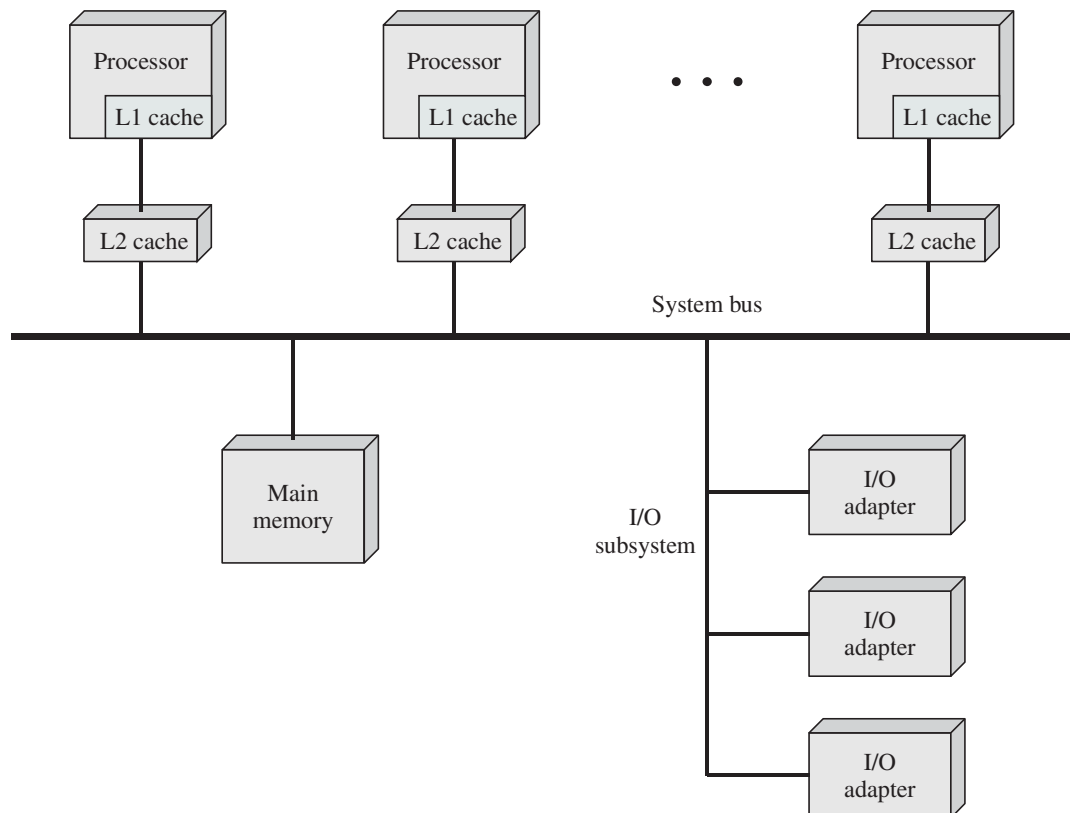 Processor
L1 cache
Processor
L1 cache
Processor
L1 cache
L2 cache
L2 cache
L2 cache
System bus
Main
memory
I/O
subsystem
I/O
adapter
I/O
adapter
I/O
adapter